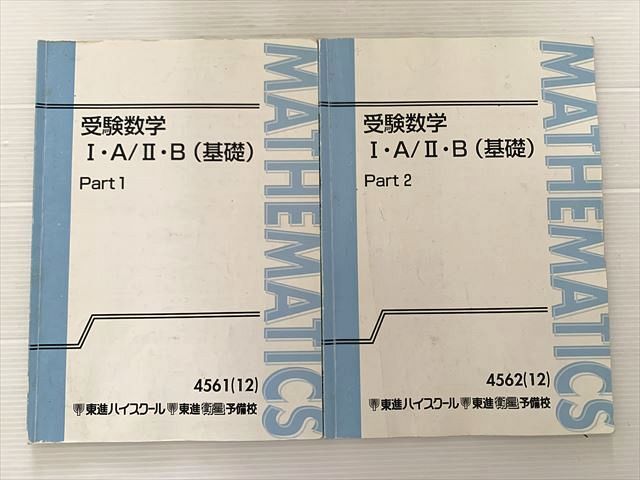 受験数学
Ⅰ・A/Ⅱ・B(基礎)
Part 1
4561(12)
東進ハイスクール 東進衛星予備校
MATHEMATICS
受験数学
Ⅰ・A/Ⅱ・B(基礎)
Part 2
4562(12)
東進ハイスクール 東進衛星予備校
MATHEMATICS